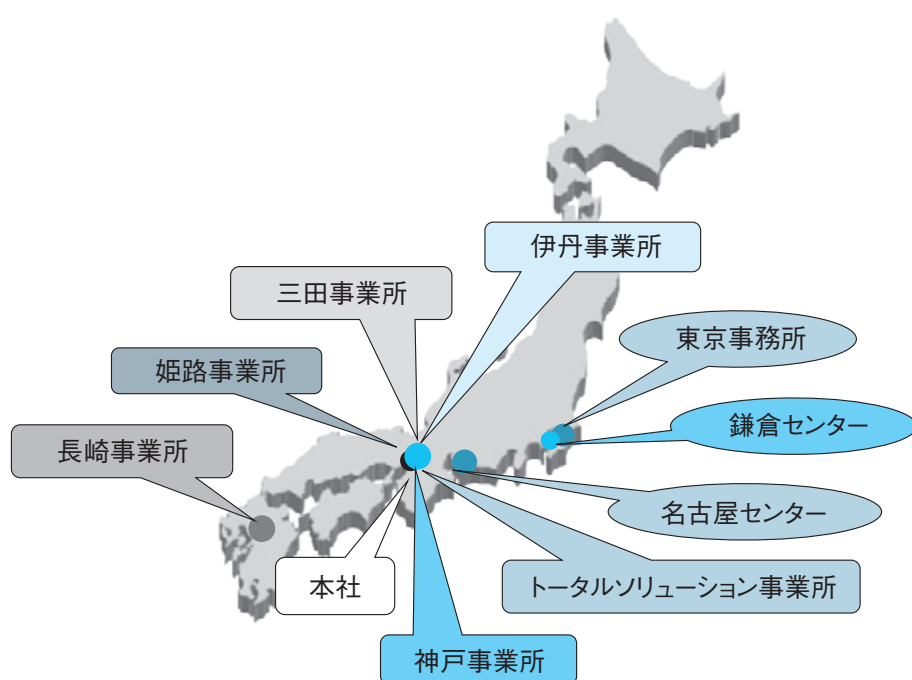 伊丹事業所
三田事業所
東京事務所
姫路事業所
鎌倉センター
長崎事業所
名古屋センター
本社
トータルソリューション事業所
神戸事業所